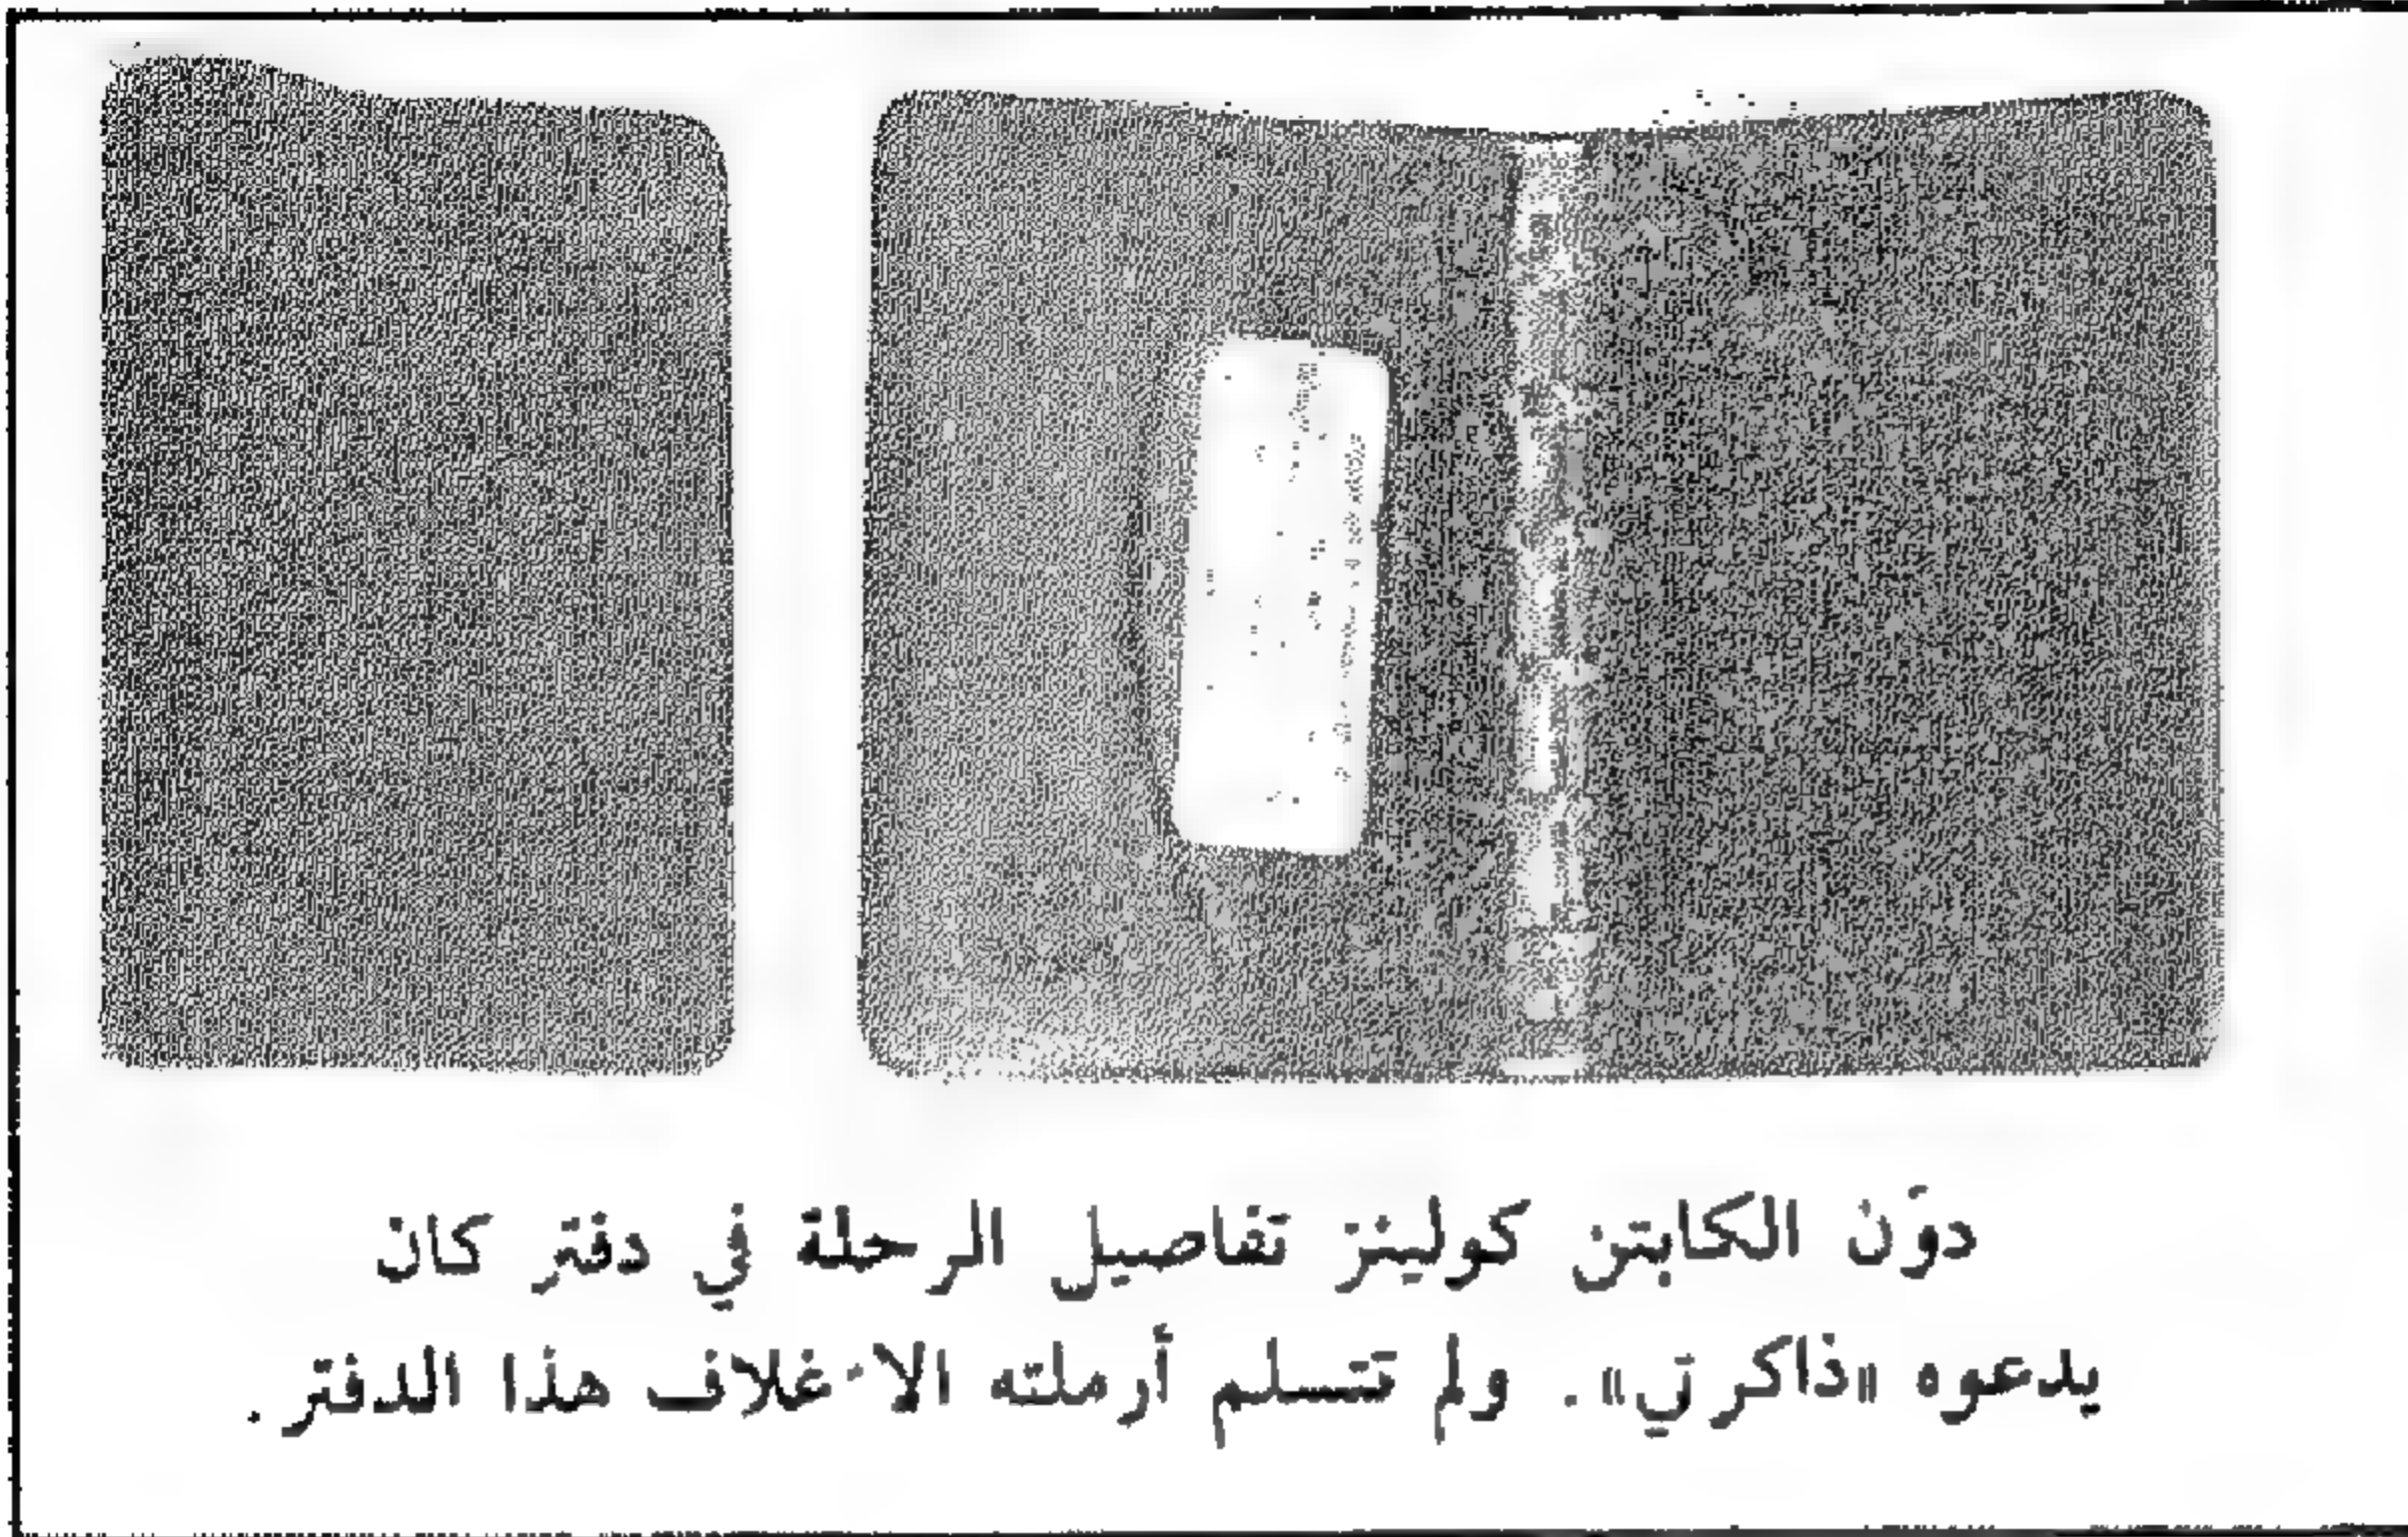 دوّن الكابتن كولينز تفاصيل الرحلة في دفتر كان
يدعوه «ذاكرتي». ولم تتسلم أرملته الا غلاف هذا الدفتر.